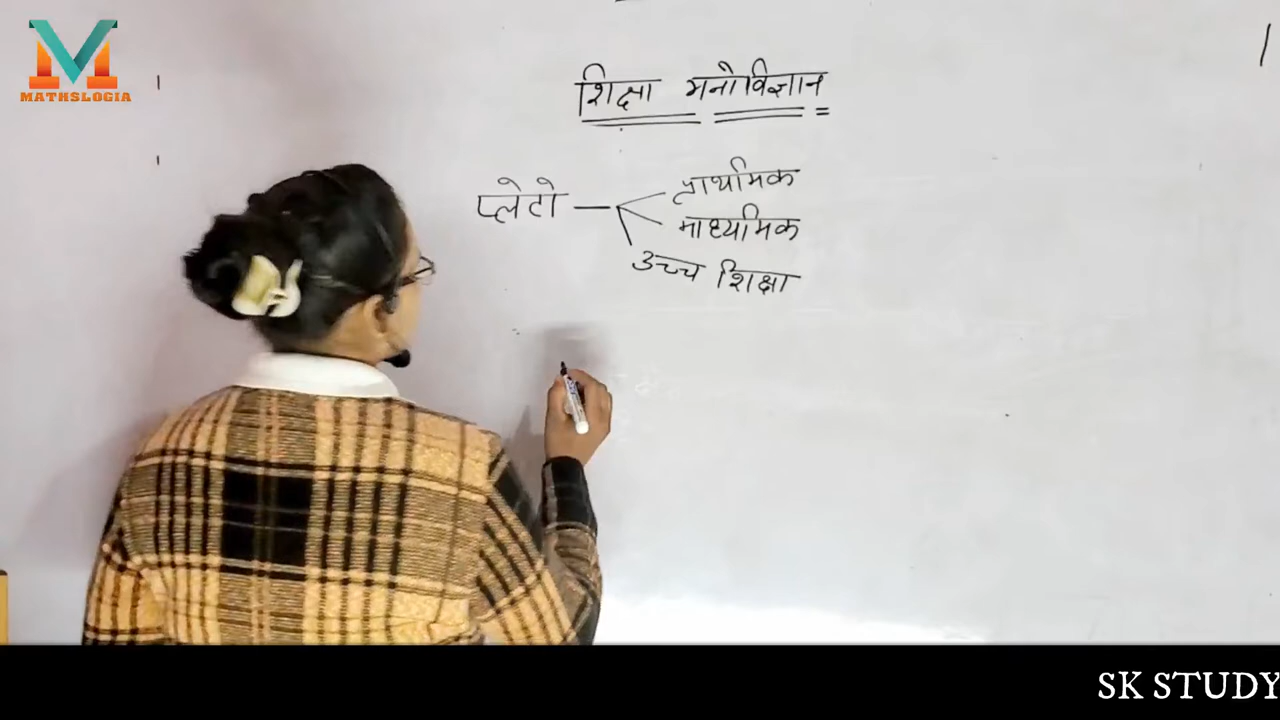 MATHSLOGIA
शिक्षा मनोविज्ञान
प्लेटो
प्राथमिक
माध्यमिक
उच्च शिक्षा
SK STUDY